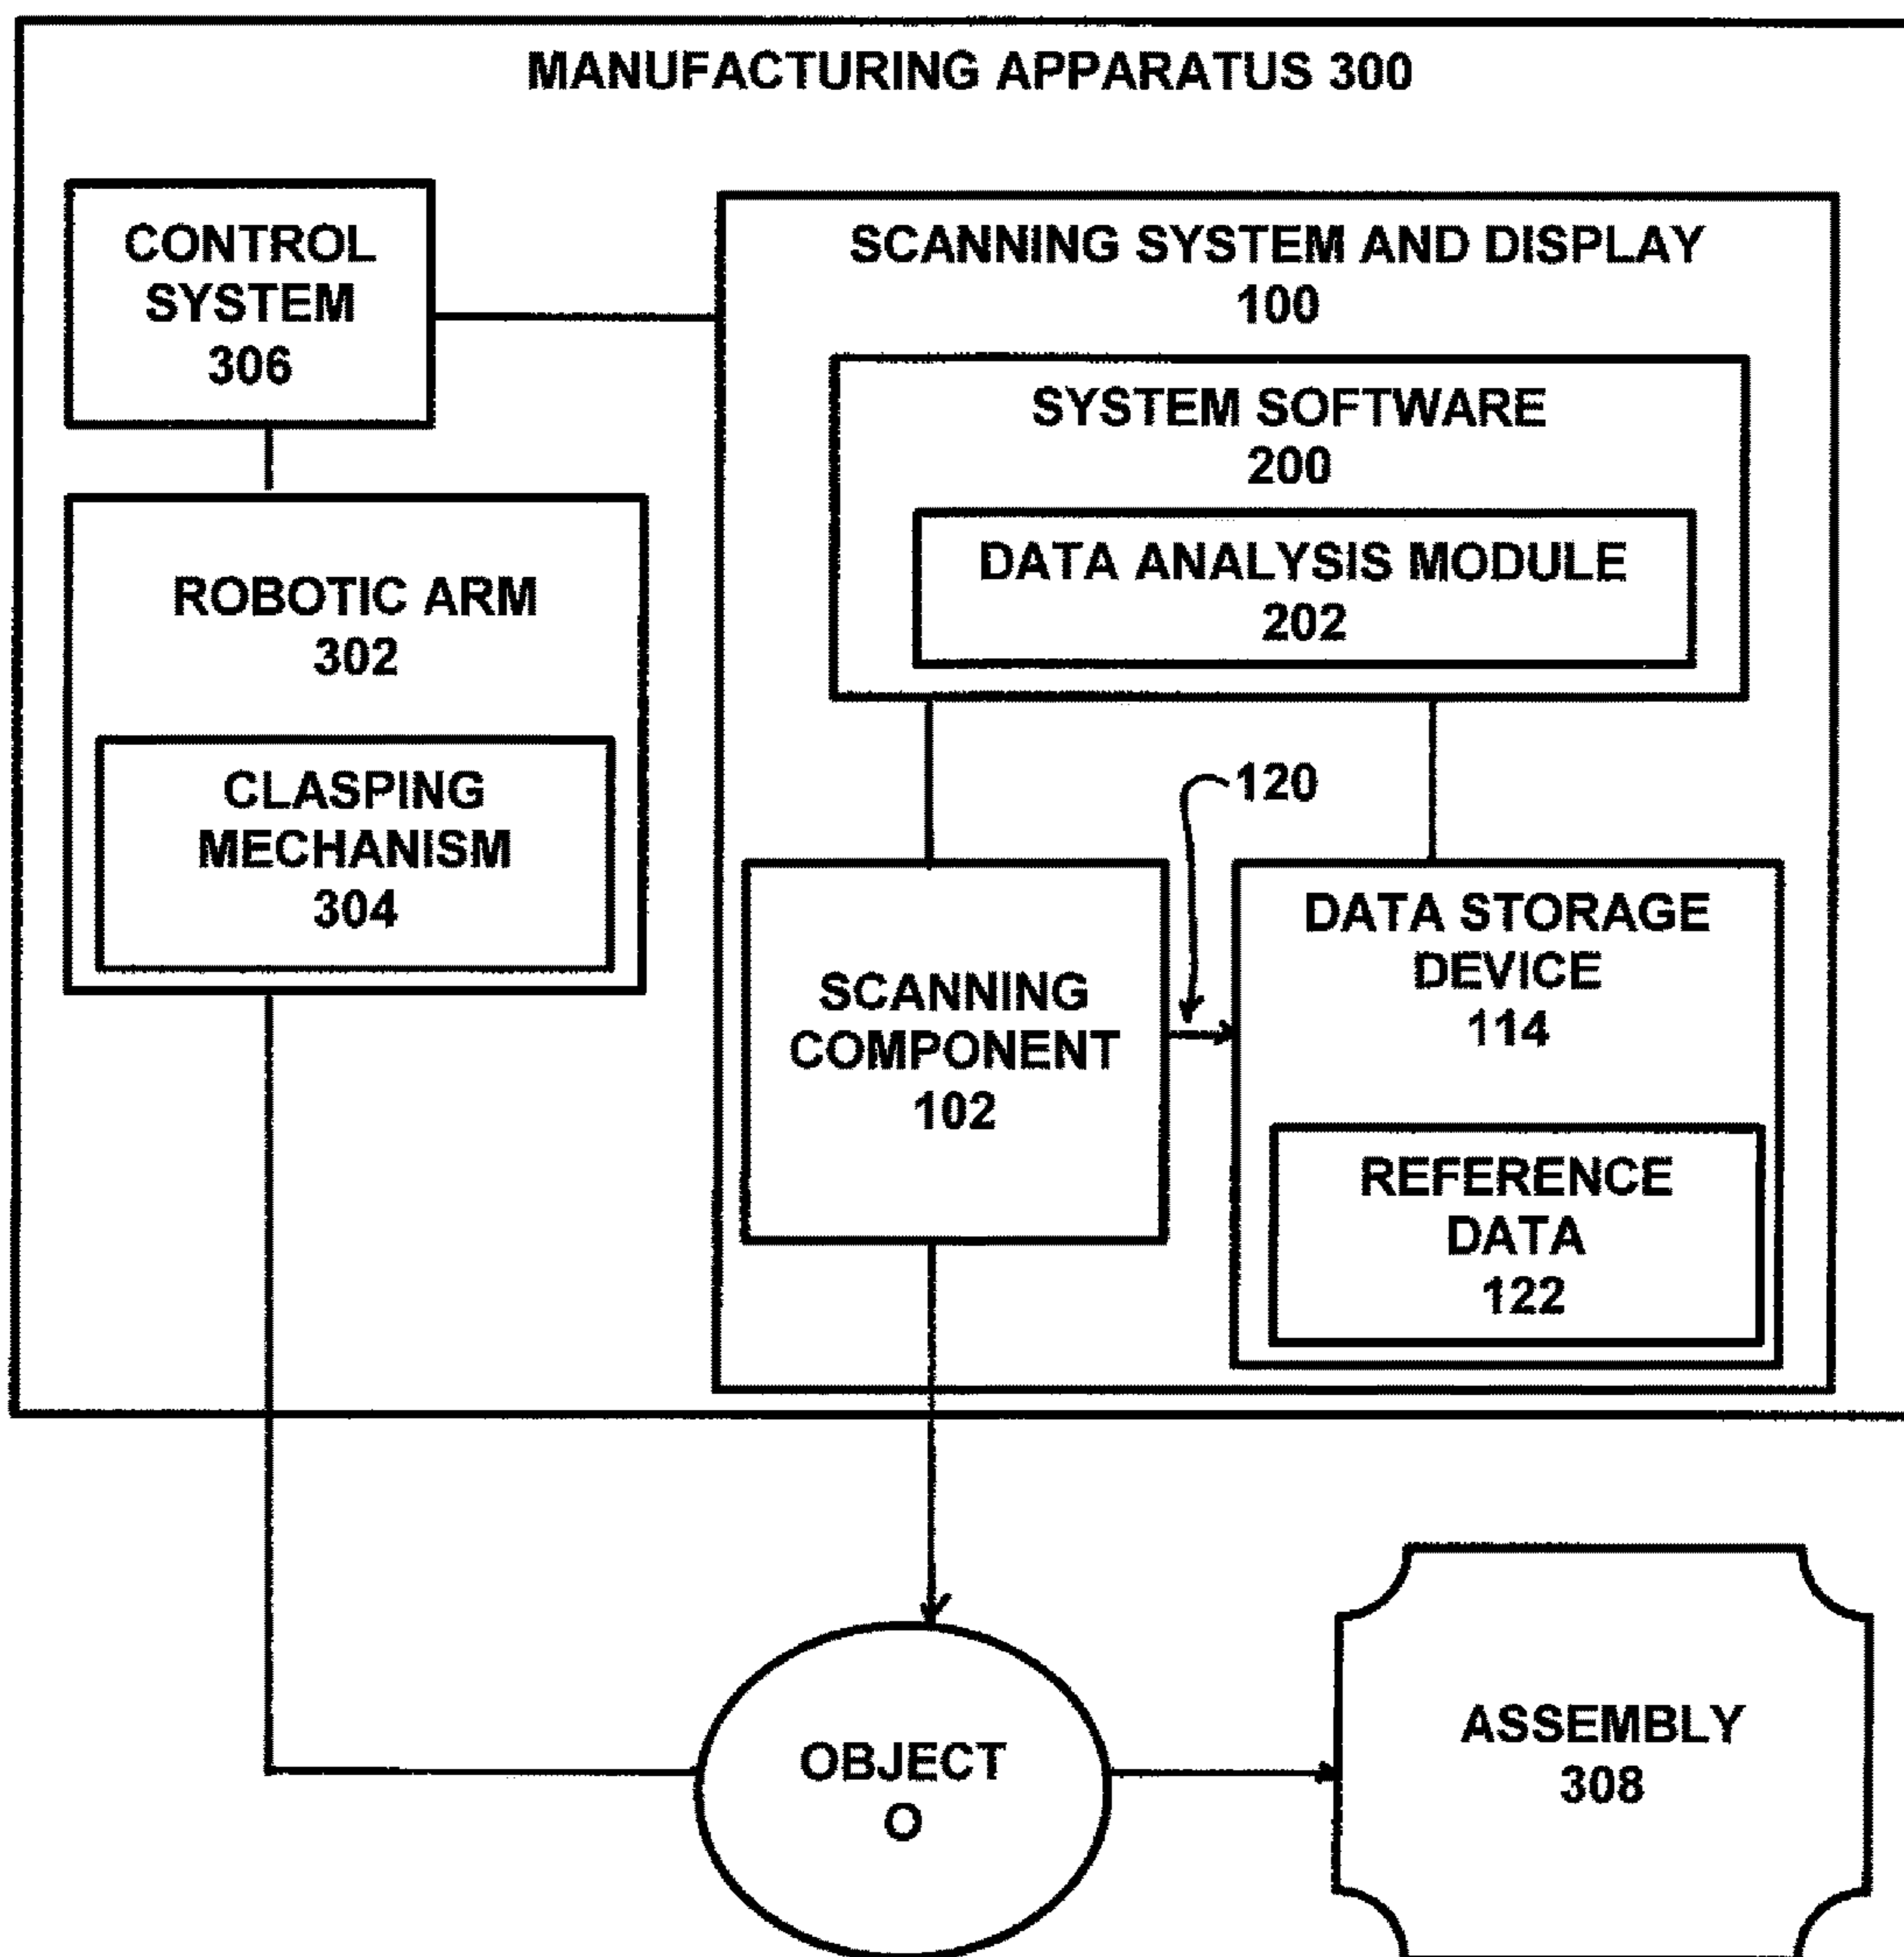 MANUFACTURING APPARATUS 300
CONTROL
SYSTEM
306
SCANNING SYSTEM AND DISPLAY
100
SYSTEM SOFTWARE
200
DATA ANALYSIS MODULE
202
ROBOTIC ARM
302
CLASPING
MECHANISM
304
120
SCANNING
COMPONENT
102
DATA STORAGE
DEVICE
114
REFERENCE
DATA
122
OBJECT
O
ASSEMBLY
308